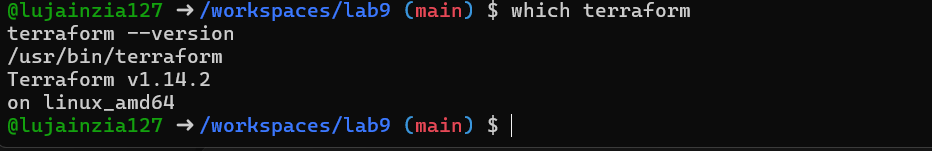 @lujainzia127 ➜ /workspaces/lab9 (main) $ which terraform
terraform --version
/usr/bin/terraform
Terraform v1.14.2
on linux_amd64
@lujainzia127 ➜ /workspaces/lab9 (main) $